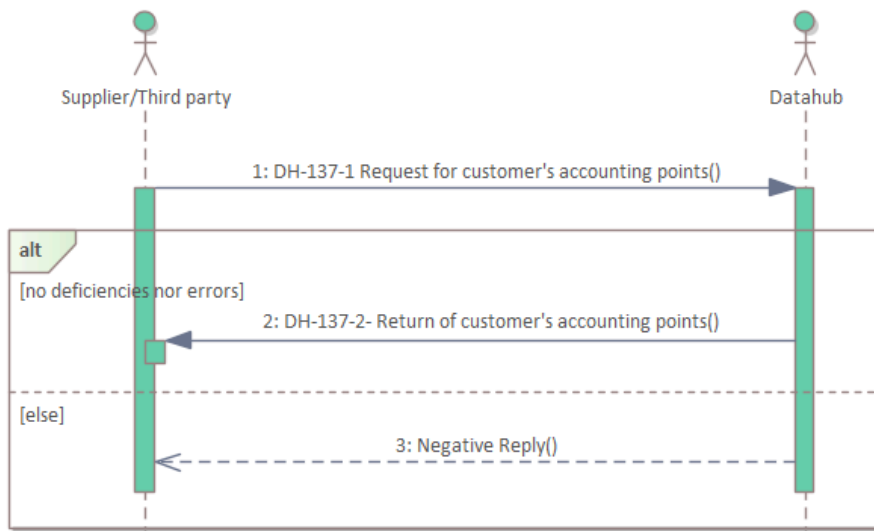 Supplier/Third party
Datahub
1: DH-137-1 Request for customer's accounting points()
alt
[no deficiencies nor errors]
2: DH-137-2- Return of customer's accounting points()
[else]
3: Negative Reply()